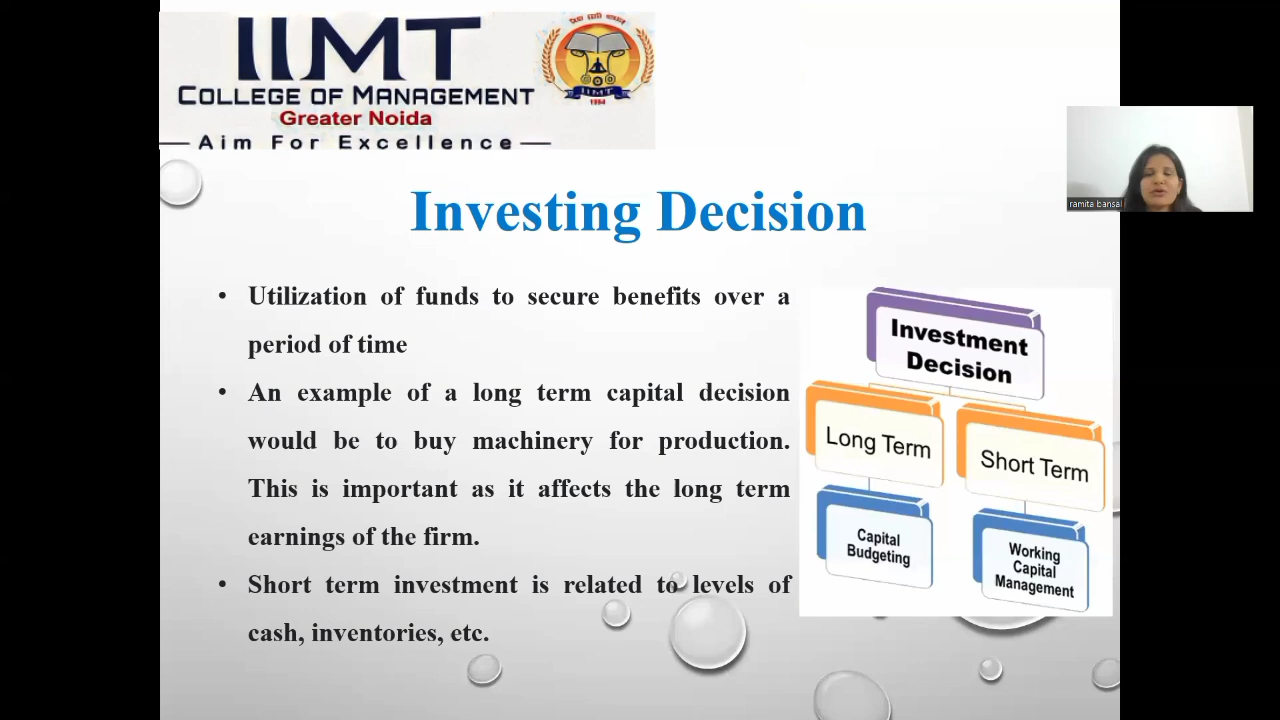 IIMT
COLLEGE OF MANAGEMENT
Greater Noida
Aim For Excellence
IIMT
1994
ramita bansal
Investing Decision
• Utilization of funds to secure benefits over a
period of time
• An example of a long term capital decision
would be to buy machinery for production.
This is important as it affects the long term
earnings of the firm.
• Short term investment is related to levels of
cash, inventories, etc.
Investment
Decision
Long Term
Short Term
Capital
Budgeting
Working
Capital
Management